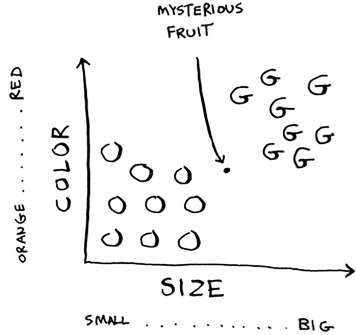 MYSTERIOUS
FRUIT
RED
ORANGE ........
COLOR
G G G
G
G G
G G
O
O O
O O O
O O O
SIZE
SMALL ........... BIG